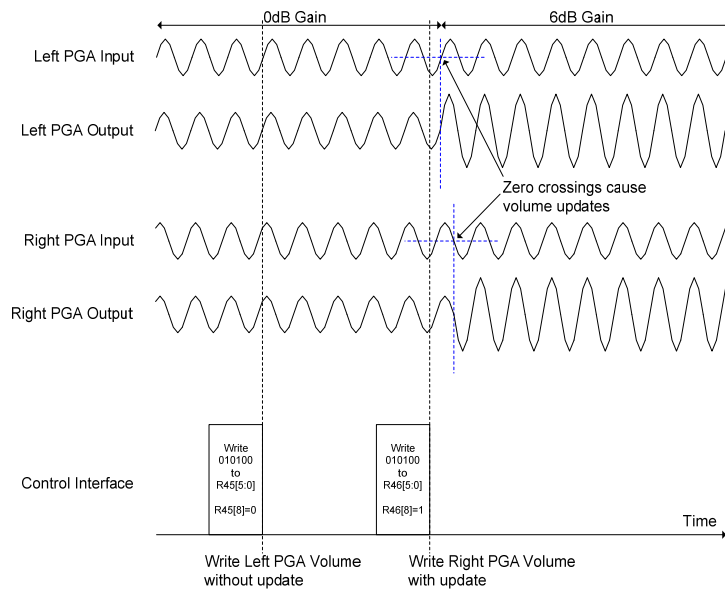 0dB Gain
6dB Gain
Left PGA Input
Left PGA Output
Zero crossings cause
volume updates
Right PGA Input
Right PGA Output
Write
010100
to
R45[5:0]
R45[8]=0
Write
010100
to
R46[5:0]
R46[8]=1
Control Interface
Time
Write Left PGA Volume
without update
Write Right PGA Volume
with update